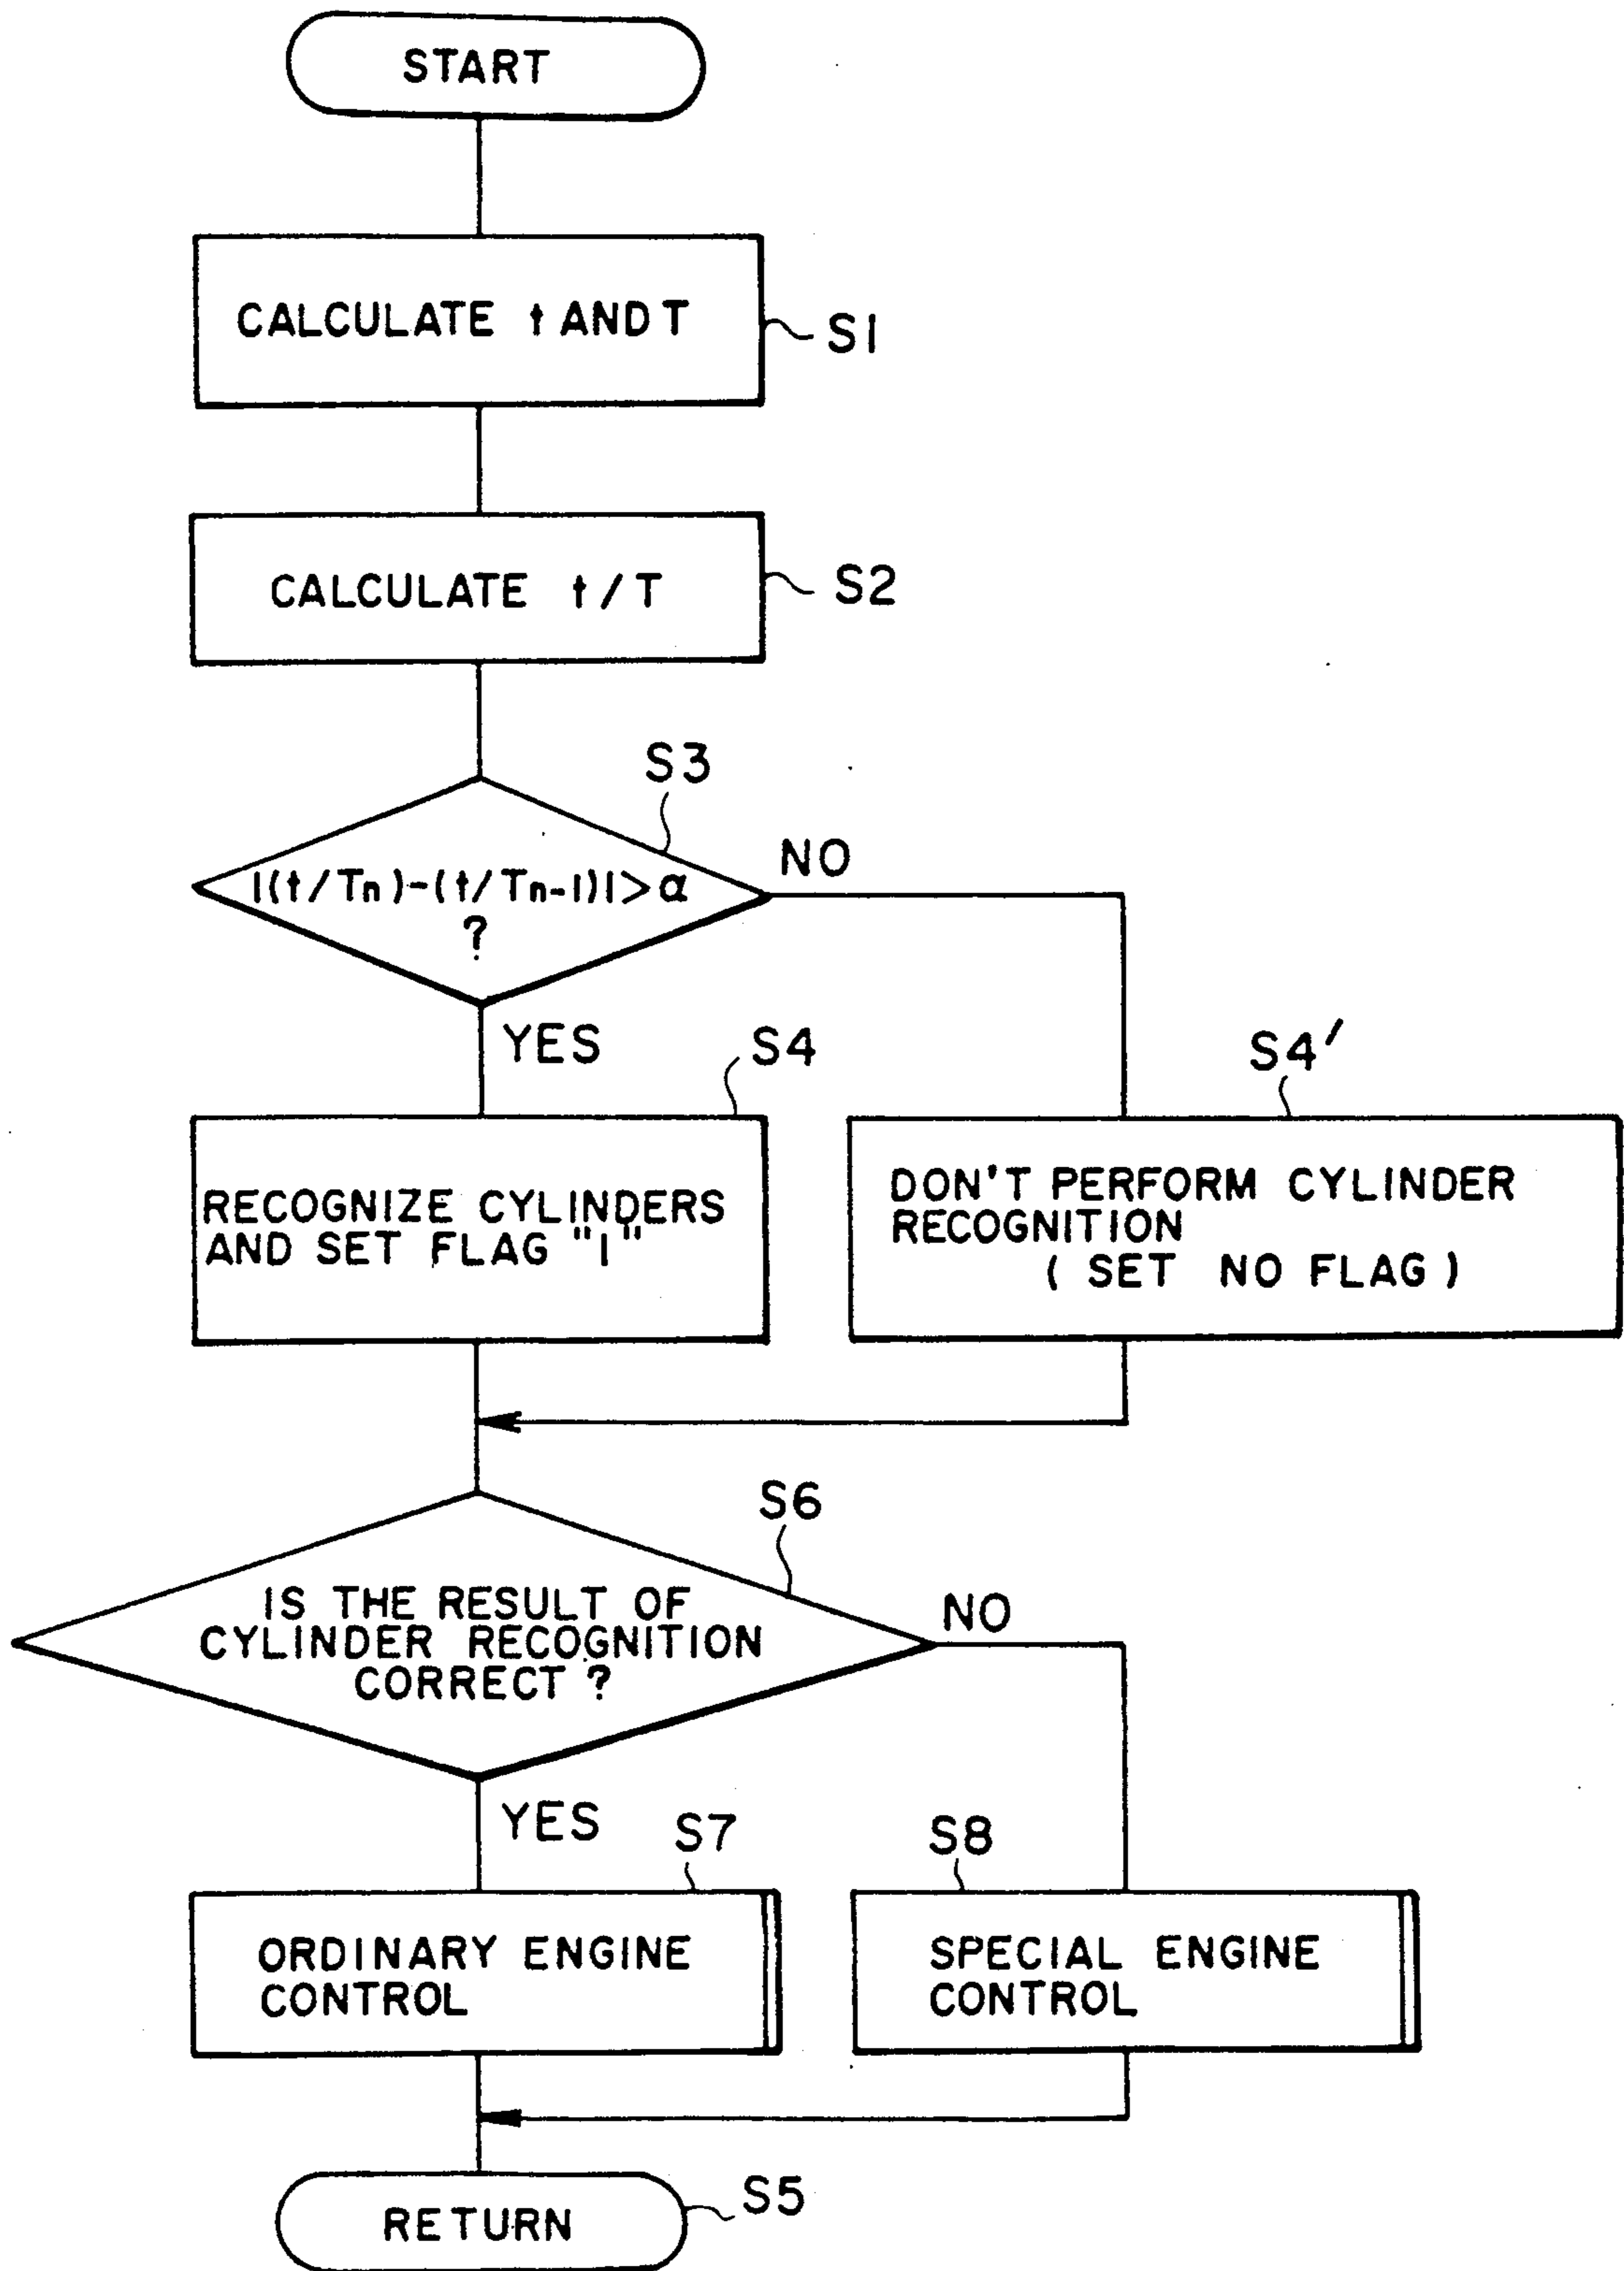 START
CALCULATE t AND T
S1
CALCULATE t/T
S2
S3
|(t/Tn)-(t/Tn-1)|>α
?
NO
YES
S4
S4'
RECOGNIZE CYLINDERS
AND SET FLAG "1"
DON'T PERFORM CYLINDER
RECOGNITION
(SET NO FLAG)
S6
IS THE RESULT OF
CYLINDER RECOGNITION
CORRECT?
NO
YES
S7
S8
ORDINARY ENGINE
CONTROL
SPECIAL ENGINE
CONTROL
RETURN
S5